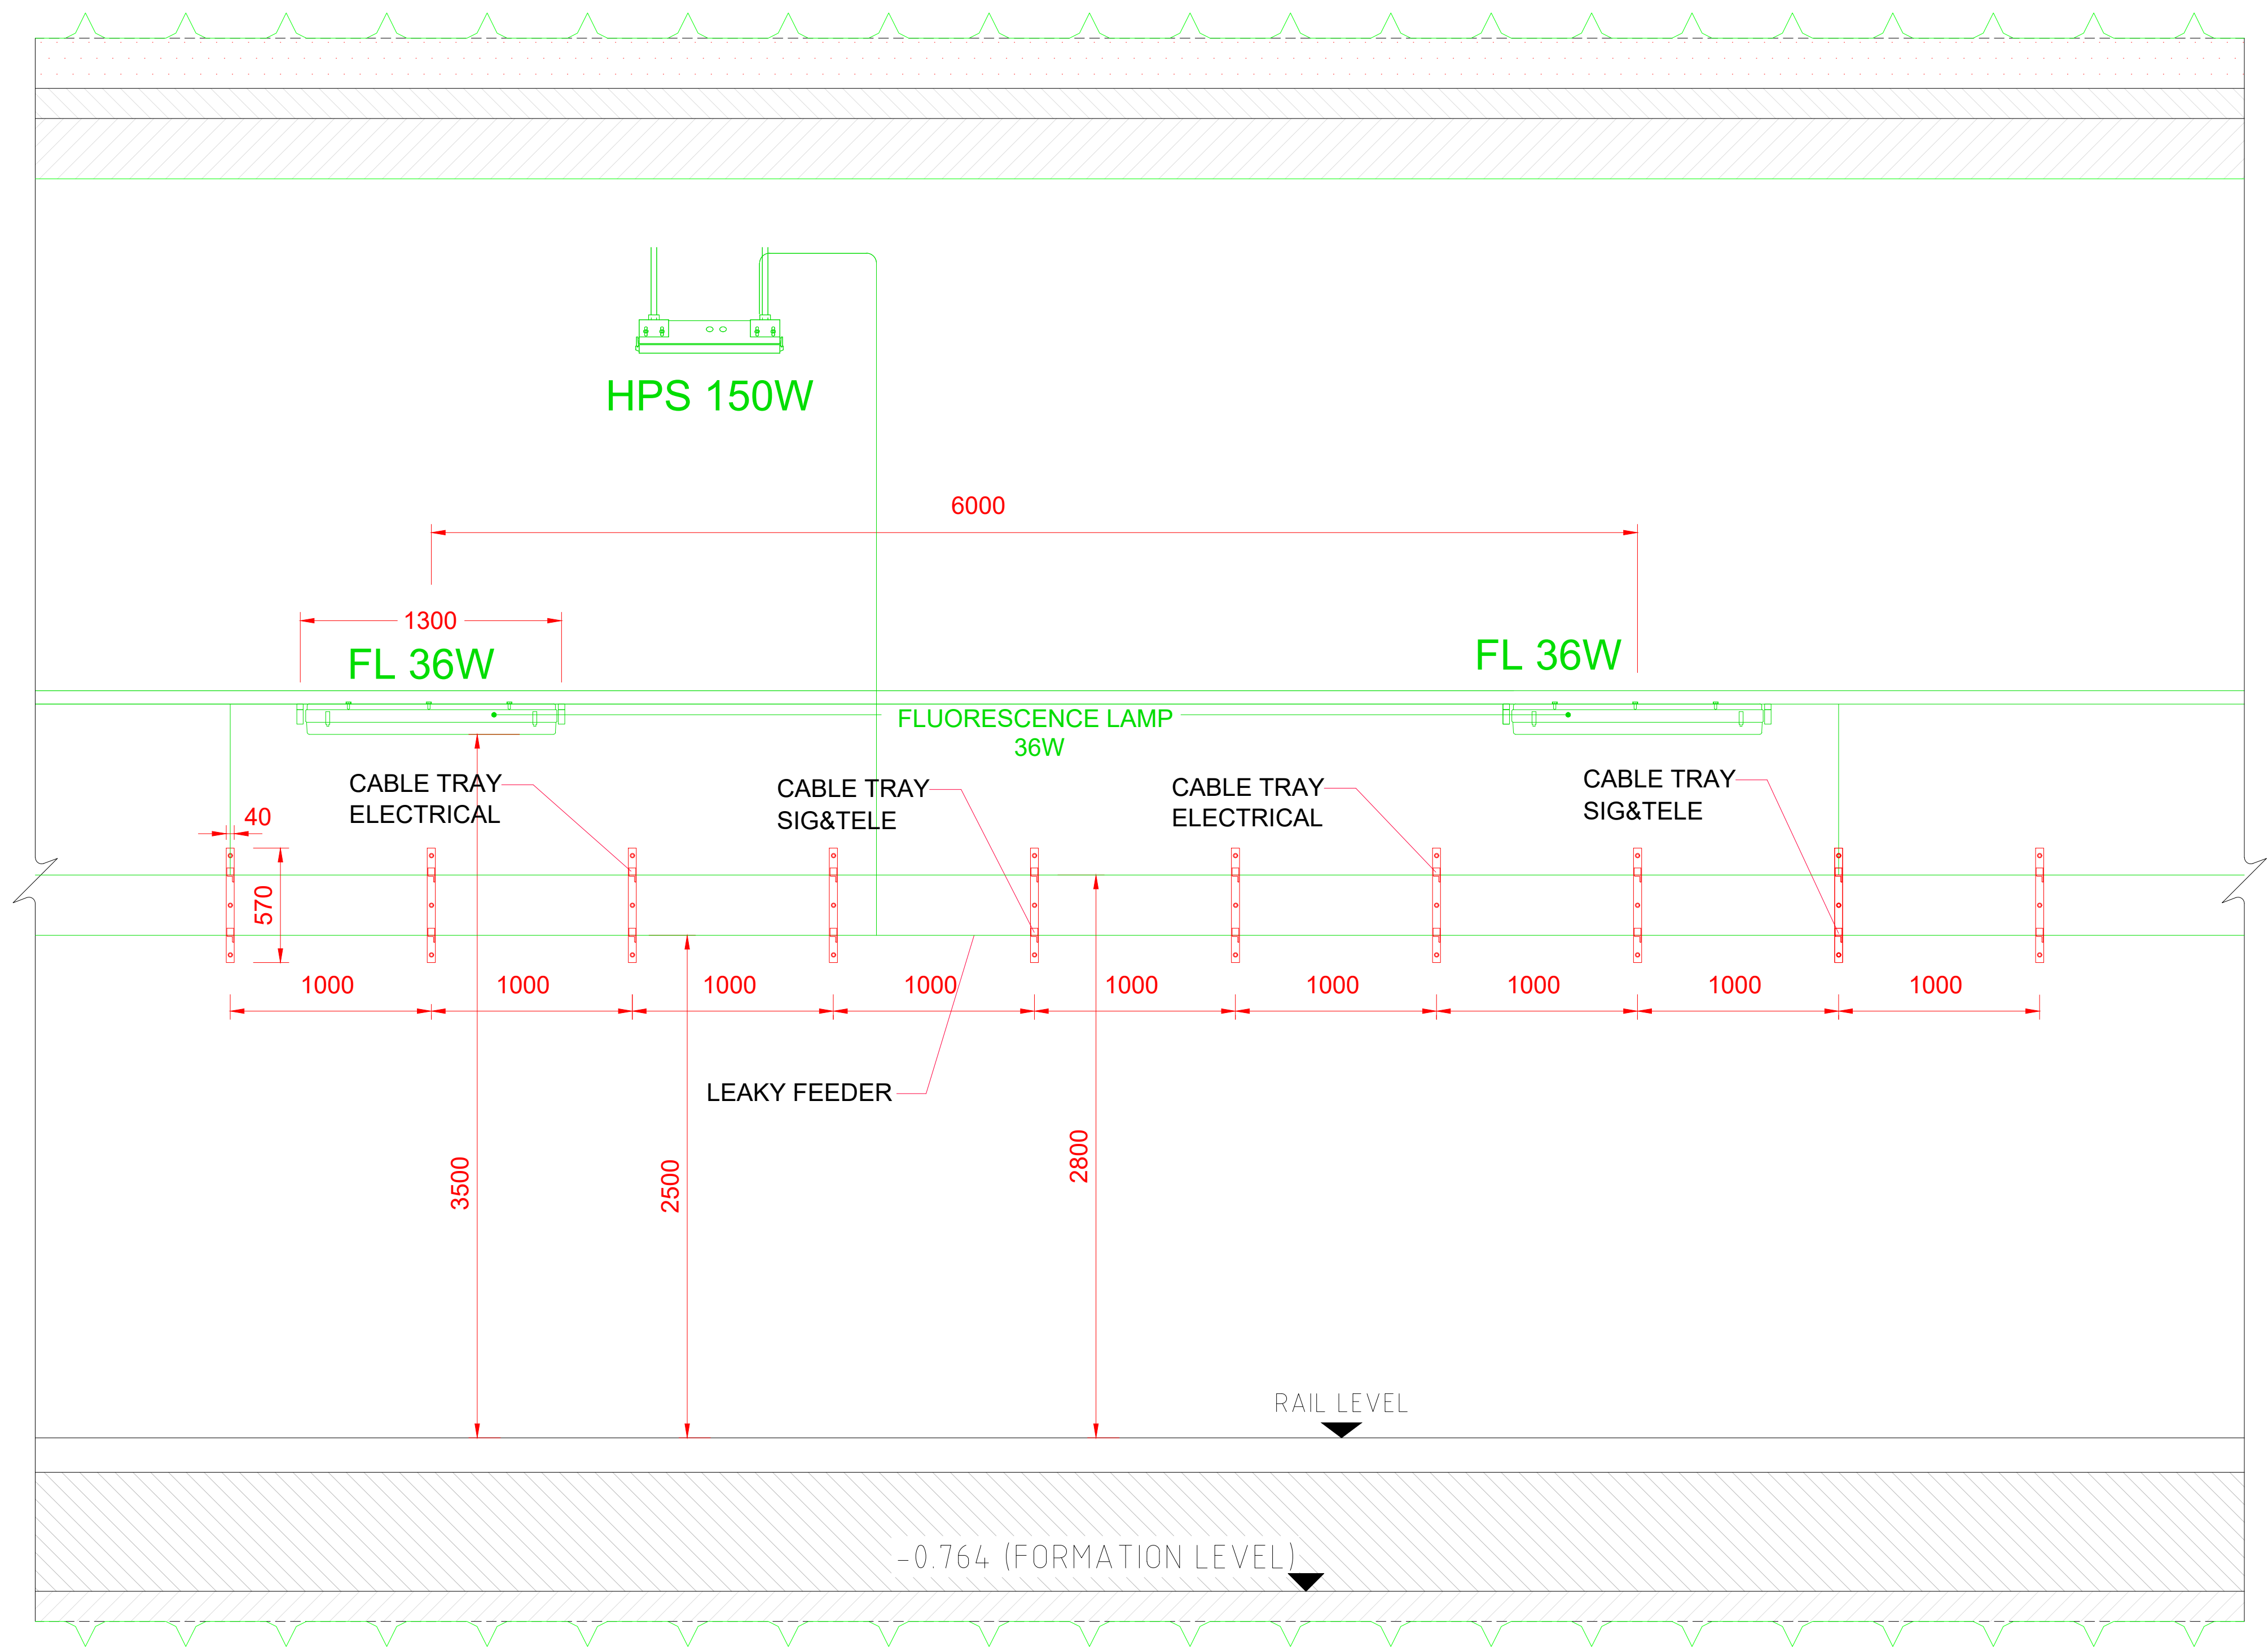 HPS 150W
6000
1300
FL 36W
FL 36W
FLUORESCENCE LAMP
36W
CABLE TRAY
ELECTRICAL
CABLE TRAY
SIG&TELE
CABLE TRAY
ELECTRICAL
CABLE TRAY
SIG&TELE
40
570
1000
1000
1000
1000
1000
1000
1000
1000
1000
LEAKY FEEDER
3500
2500
2800
RAIL LEVEL
-0.764 (FORMATION LEVEL)